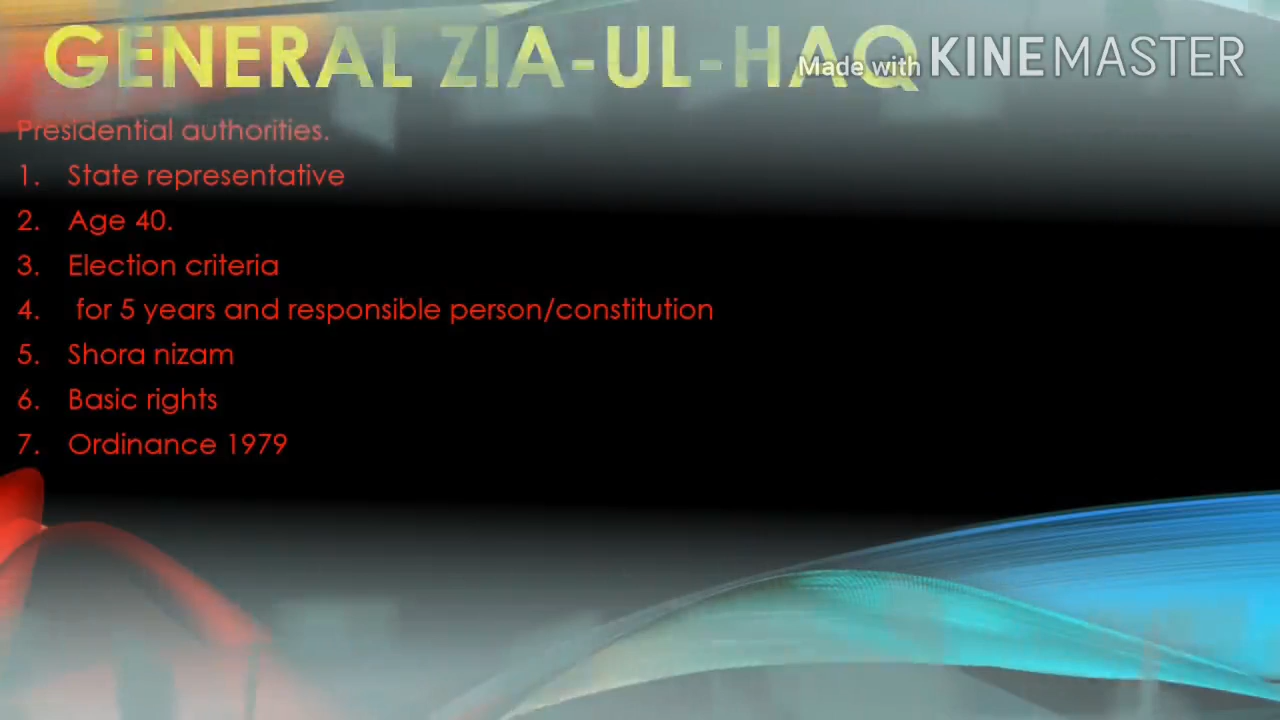 GENERAL ZIA-UL-HAQ
Made with KINEMASTER
Presidential authorities.
1. State representative
2. Age 40.
3. Election criteria
4. for 5 years and responsible person/constitution
5. Shora nizam
6. Basic rights
7. Ordinance 1979